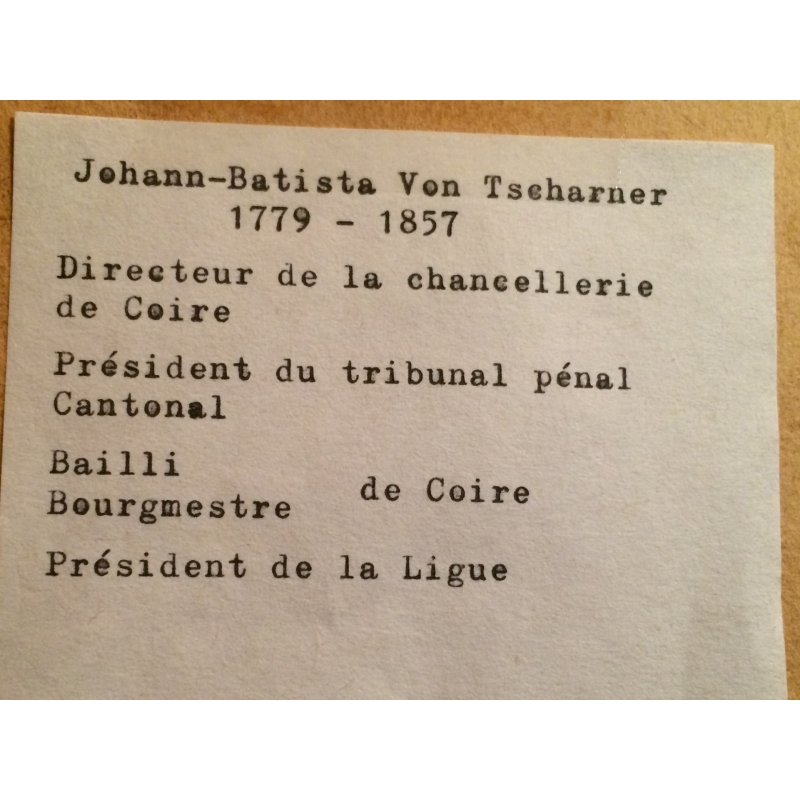 Johann-Batista Von Tscharner
1779 - 1857
Directeur de la chancellerie
de Coire
Président du tribunal pénal
Cantonal
Bailli
Bourgmestre de Coire
Président de la Ligue